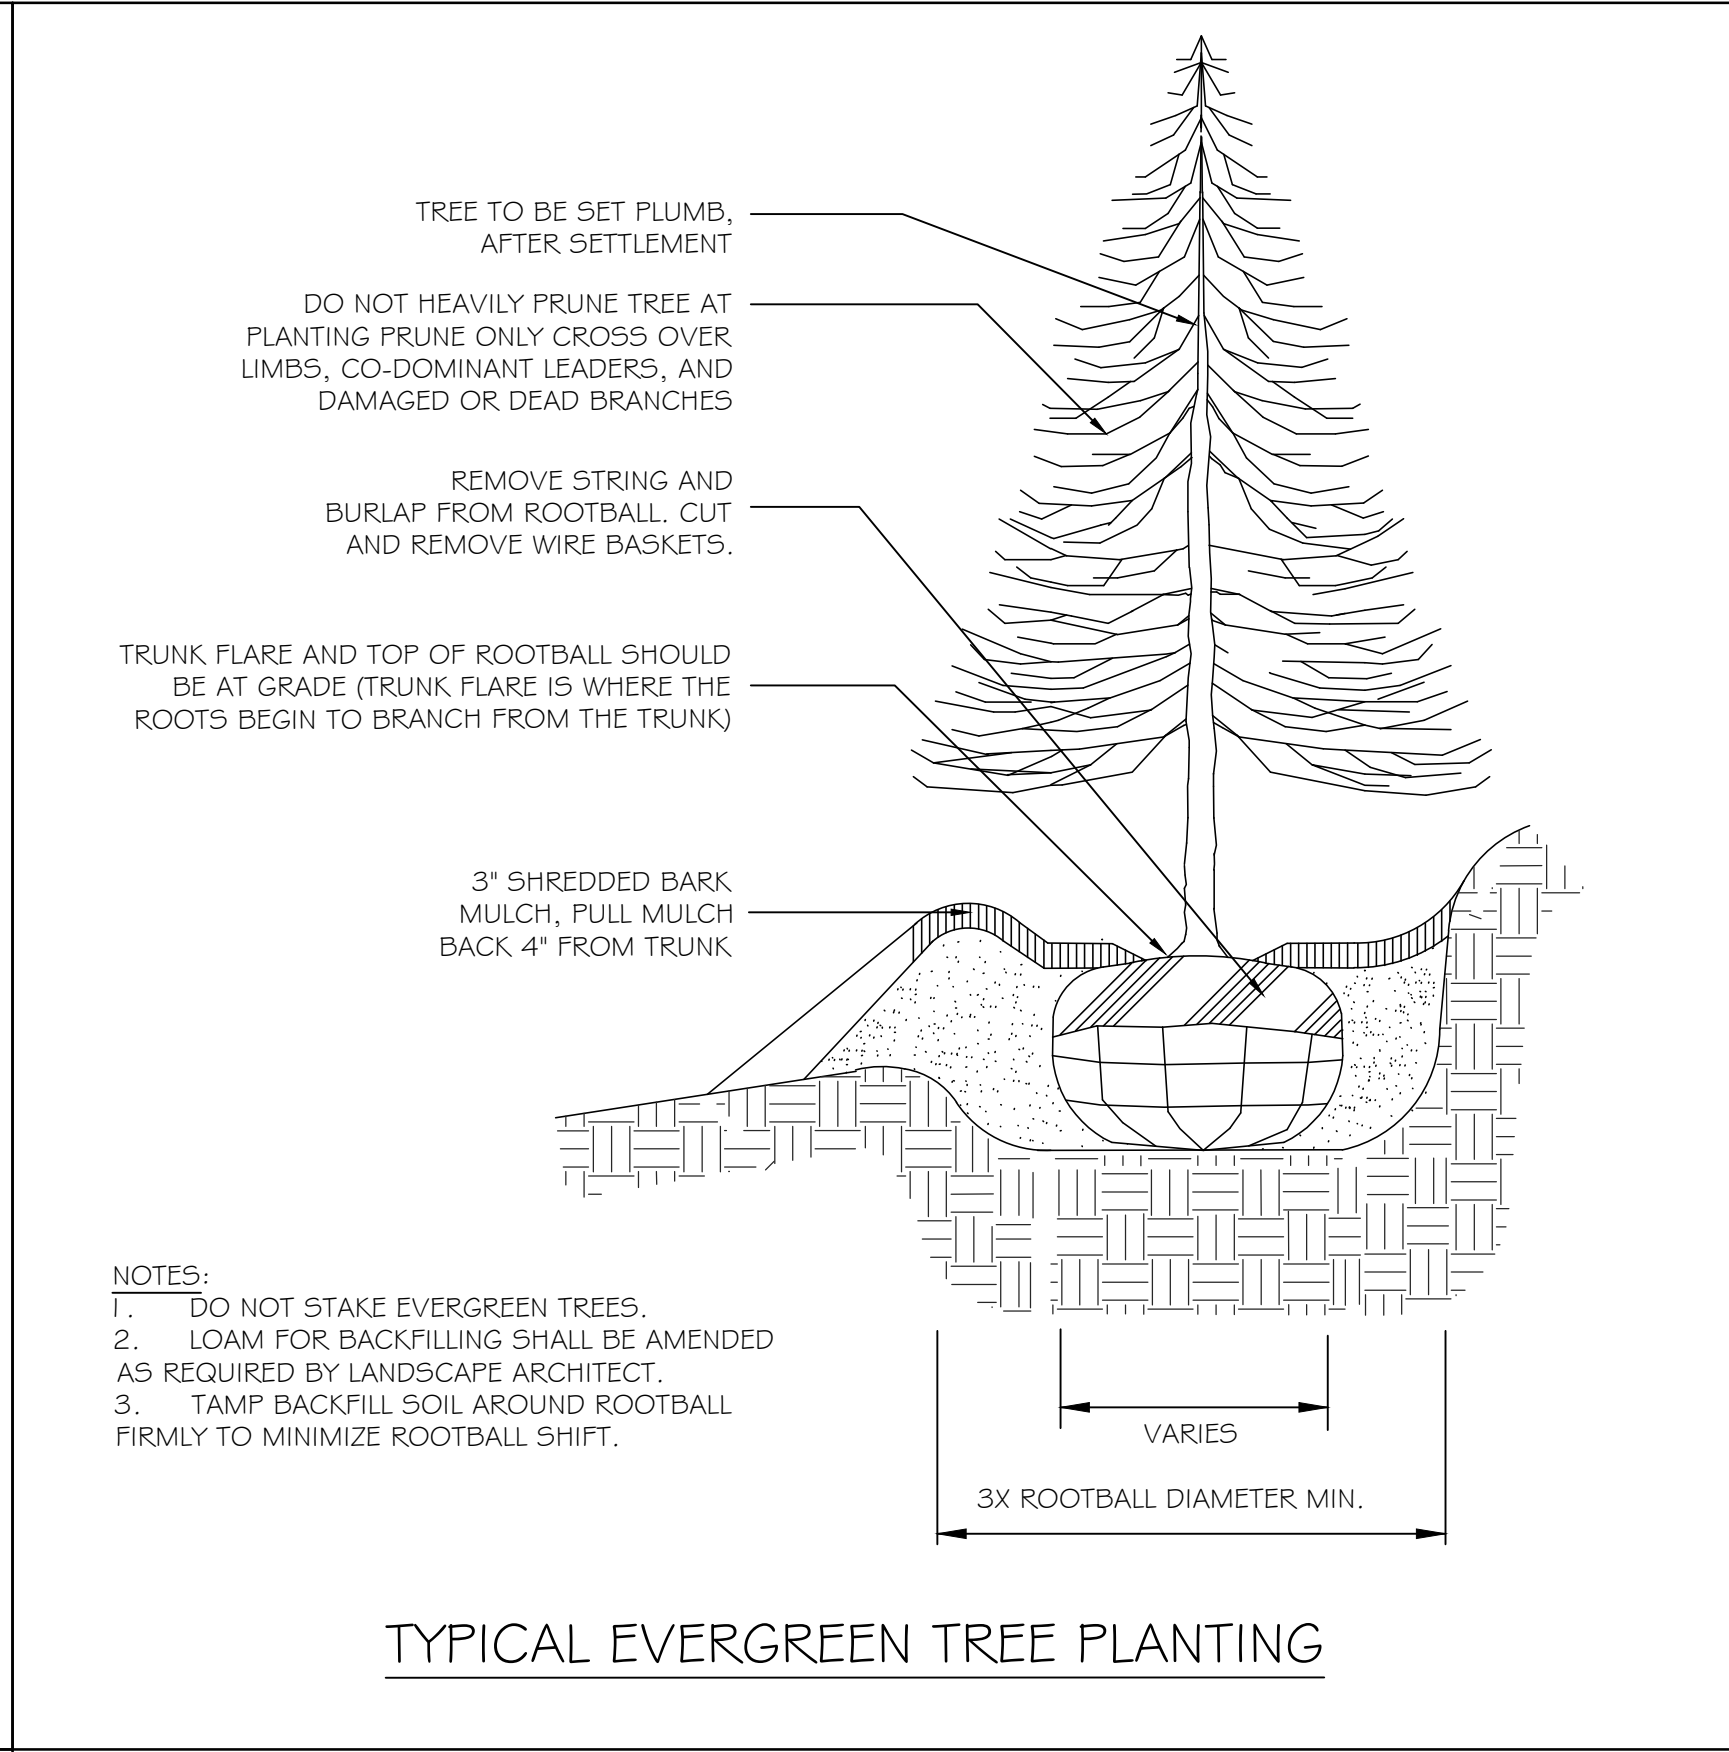 TREE TO BE SET PLUMB,
AFTER SETTLEMENT
DO NOT HEAVILY PRUNE TREE AT
PLANTING PRUNE ONLY CROSS OVER
LIMBS, CO-DOMINANT LEADERS, AND
DAMAGED OR DEAD BRANCHES
REMOVE STRING AND
BURLAP FROM ROOTBALL. CUT
AND REMOVE WIRE BASKETS.
TRUNK FLARE AND TOP OF ROOTBALL SHOULD
BE AT GRADE (TRUNK FLARE IS WHERE THE
ROOTS BEGIN TO BRANCH FROM THE TRUNK)
3" SHREDDED BARK
MULCH, PULL MULCH
BACK 4" FROM TRUNK
NOTES:
1. DO NOT STAKE EVERGREEN TREES.
2. LOAM FOR BACKFILLING SHALL BE AMENDED
AS REQUIRED BY LANDSCAPE ARCHITECT.
3. TAMP BACKFILL SOIL AROUND ROOTBALL
FIRMLY TO MINIMIZE ROOTBALL SHIFT.
VARIES
3X ROOTBALL DIAMETER MIN.
TYPICAL EVERGREEN TREE PLANTING